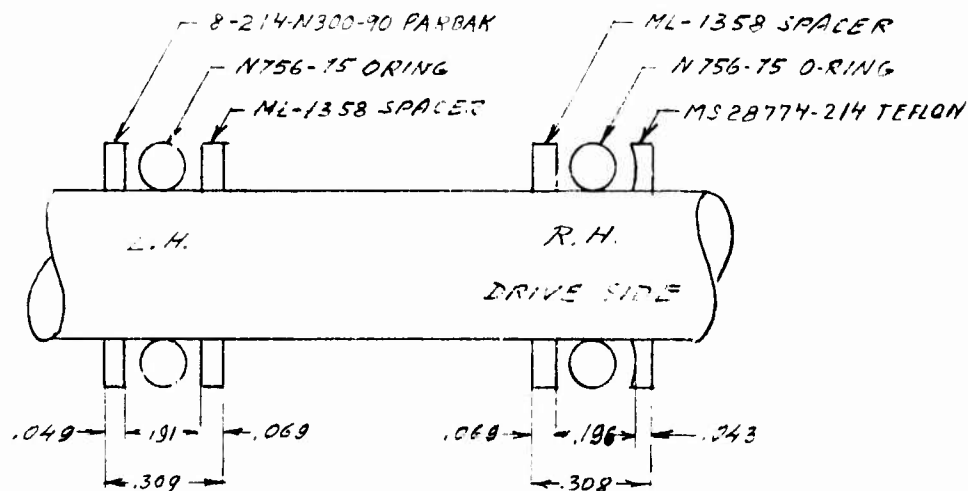 8-214-N300-90 PARBAK
N756-75 ORING
ML-1358 SPACER
ML-1358 SPACER
N756-75 O-RING
MS28774-214 TEFLON
L.H.
R.H.
DRIVE SIDE
.049 .191 .069
.309
.069 .196 .043
.308